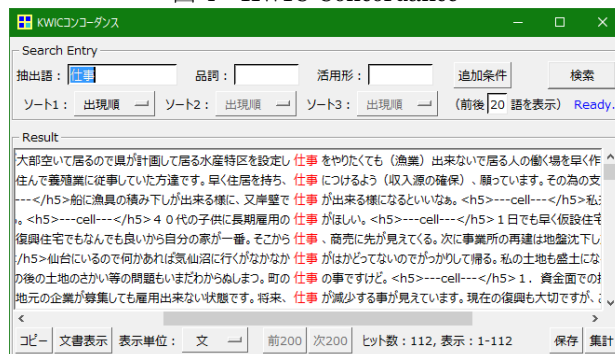 図 4 KWIC Concordance
KWICコンコーダンス
Search Entry
抽出語： 仕事 品詞： 活用形： 追加条件 検索
ソート1： 出現順 ソート2： 出現順 ソート3： 出現順 (前後 20 語を表示) Ready.
Result
大部空いて居るので県が計画して居る水産特区を設定し 仕事 をやりたくても（漁業）出来ないで居る人の働く場を早く作
住んで養殖業に従事していた方達です。早く住居を持ち、 仕事 につけるよう（収入源の確保）、願っています。その為の支
---</h5>船に漁具の積み下しが出来る様に、又岸壁で 仕事 が出来る様になるといいなぁ。<h5>---cell---</h5>私
。<h5>---cell---</h5>４０代の子供に長期雇用の 仕事 がほしい。<h5>---cell---</h5>１日でも早く仮設住宅
復興住宅でもなんでも良いから自分の家が一番。そこから 仕事 、商売に先が見えてくる。次に事業所の再建は地盤沈下し
/h5>仙台にいるので何かあれば気仙沼に行くがなかなか 仕事 がはかどってないのでがっかりして帰る。私の土地も盛土にな
の後の土地のさかい等の問題もいまだわからぬしまつ。町の 仕事 の事ですけど。<h5>---cell---</h5>１．資金面での
地元の企業が募集しても雇用出来ない状態です。将来、 仕事 が減少する事が見えています。現在の復興も大切ですが、
コピー 文書表示 表示単位： 文 前200 次200 ヒット数：112, 表示：1-112 保存 集計